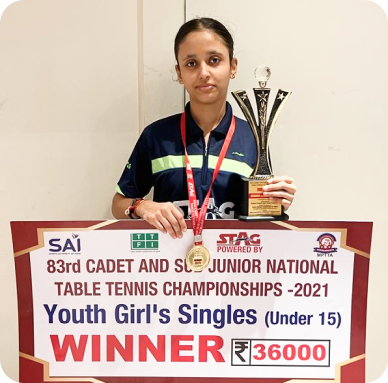 SAI
TTFI
STAG
POWERED BY
83rd CADET AND SUB JUNIOR NATIONAL
TABLE TENNIS CHAMPIONSHIPS -2021
Youth Girl's Singles (Under 15)
WINNER ₹ 36000